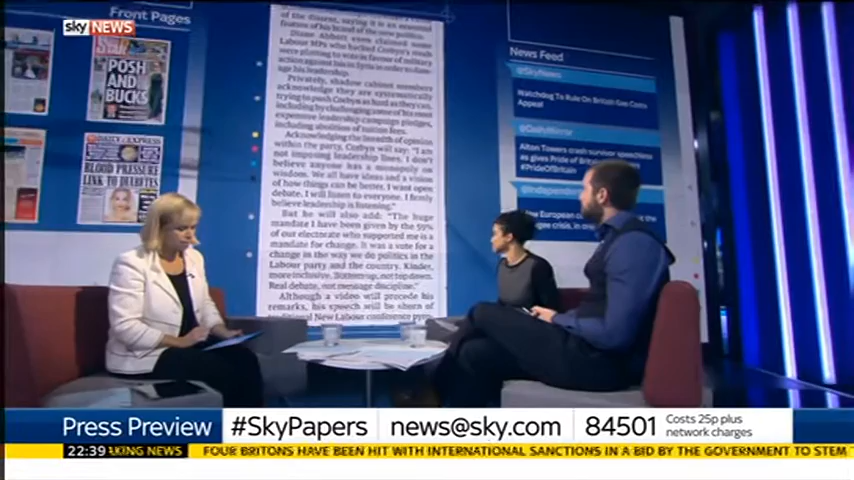 sky NEWS
Front Pages
STAR
POSH
AND
BUCKS
DAILY EXPRESS
BLOOD PRESSURE
LINK TO DIABETES
of the dissent, saying it is an essential
feature of his brand of the new politics.
Diane Abbott even claimed some
Labour MPs who backed Corbyn's rivals
were planning to vote in favour of military
action against Isis in Syria in order to dam-
age his leadership.
Privately, shadow cabinet members
acknowledge they are systematically
trying to push Corbyn as hard as they can,
including by challenging some of his most
expensive leadership campaign pledges,
including abolition of tuition fees.
Acknowledging the breadth of opinion
within the party, Corbyn will say: "I am
not imposing leadership lines. I don't
believe anyone has a monopoly on
wisdom. We all have ideas and a vision
of how things can be better. I want open
debate, I will listen to everyone. I firmly
believe leadership is listening."
But he will also add: "The huge
mandate I have been given by the 59%
of our electorate who supported me is a
mandate for change. It was a vote for
change in the way we do politics in the
Labour party and the country. Kinder,
more inclusive. Bottom up, not top down.
Real debate, not message discipline."
Although a video will precede his
remarks, his speech will be shorn of
traditional New Labour conference
News Feed
@SkyNews
Watchdog To Rule On British Gas Costs
Appeal
@DailyMirror
Alton Towers crash survivor speechless
as gives Pride of
#PrideOfBritain
@Independent
European
crisis, in
the
Press Preview
#SkyPapers
news@sky.com
84501
Costs 25p plus
network charges
22:39
AKING NEWS
FOUR BRITONS HAVE BEEN HIT WITH INTERNATIONAL SANCTIONS IN A BID BY THE GOVERNMENT TO STEM